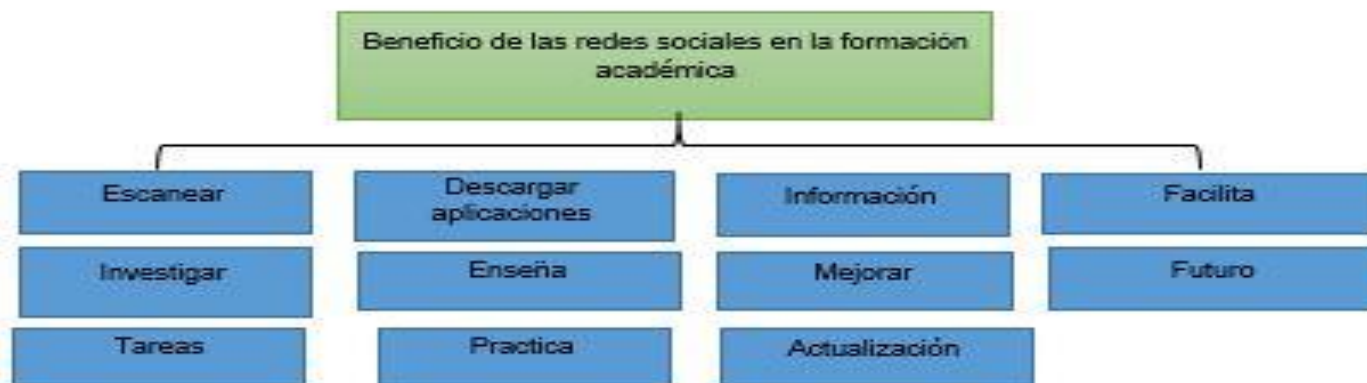 Beneficio de las redes sociales en la formación
académica
Escanear
Descargar
aplicaciones
Información
Facilita
Investigar
Enseña
Mejorar
Futuro
Tareas
Practica
Actualización